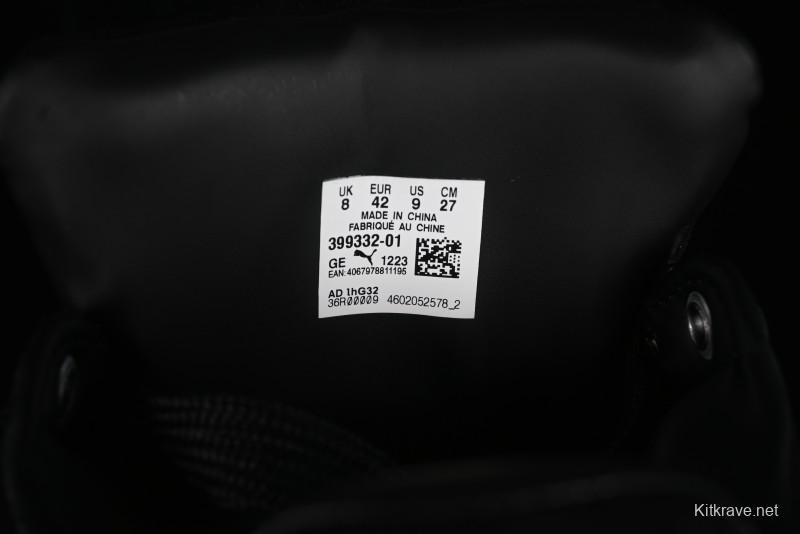 UK EUR US CM
8 42 9 27
MADE IN CHINA
FABRIQUÉ AU CHINE
399332-01
GE 1223
EAN:4067978811195
AD lhG32
36R00009 4602052578_2
Kitkrave.net